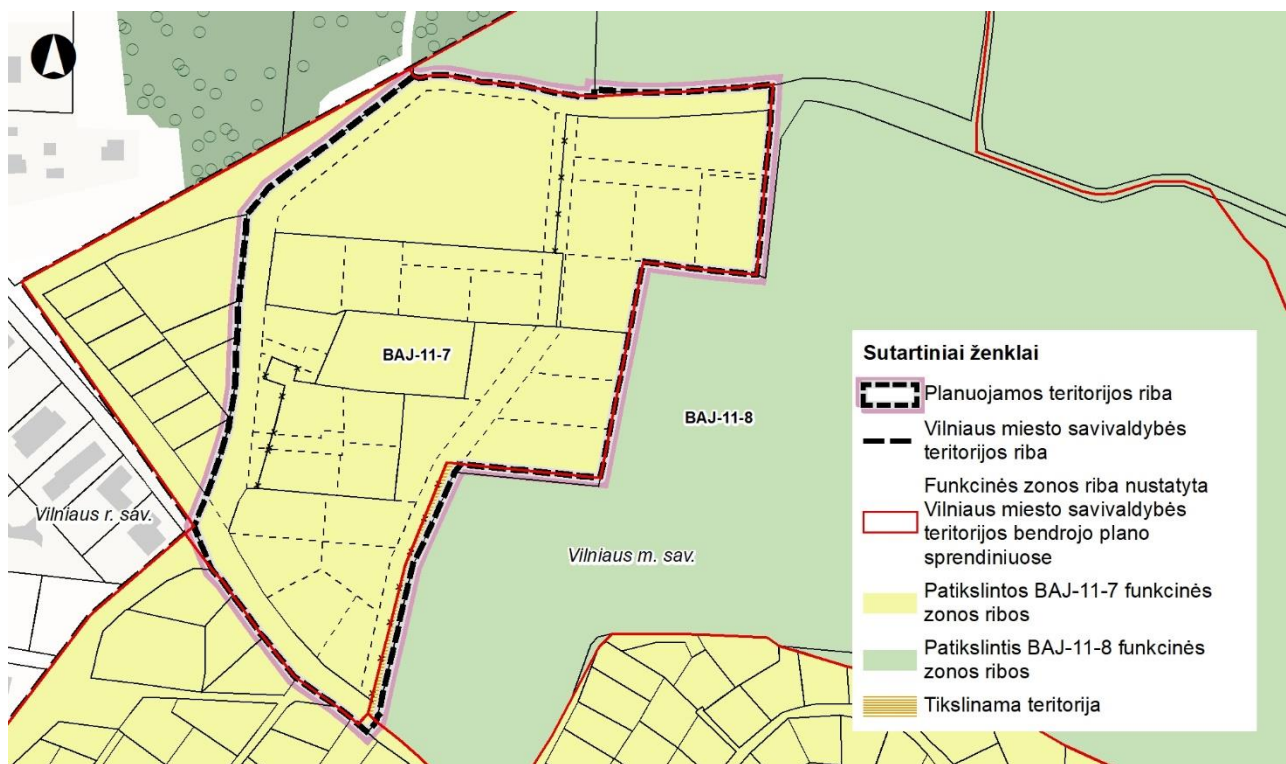 BAJ-11-7
BAJ-11-8
Vilniaus r. sav.
Vilniaus m. sav.
Sutartiniai ženklai
Planuojamos teritorijos riba
Vilniaus miesto savivaldybės
teritorijos riba
Funkcinės zonos riba nustatyta
Vilniaus miesto savivaldybės
teritorijos bendrojo plano
sprendiniuose
Patikslintos BAJ-11-7 funkcinės
zonos ribos
Patikslintis BAJ-11-8 funkcinės
zonos ribos
Tikslinama teritorija